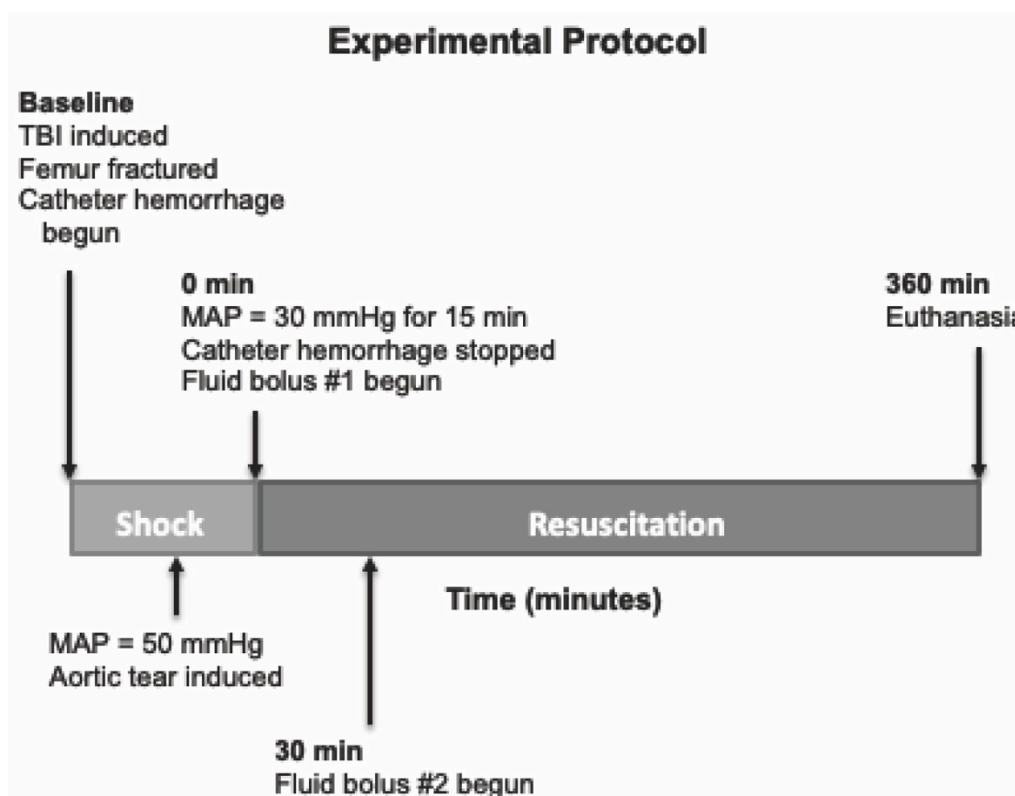 Experimental Protocol
Baseline
TBI induced
Femur fractured
Catheter hemorrhage
begun
0 min
MAP = 30 mmHg for 15 min
Catheter hemorrhage stopped
Fluid bolus #1 begun
360 min
Euthanasia
Shock
Resuscitation
Time (minutes)
MAP = 50 mmHg
Aortic tear induced
30 min
Fluid bolus #2 begun